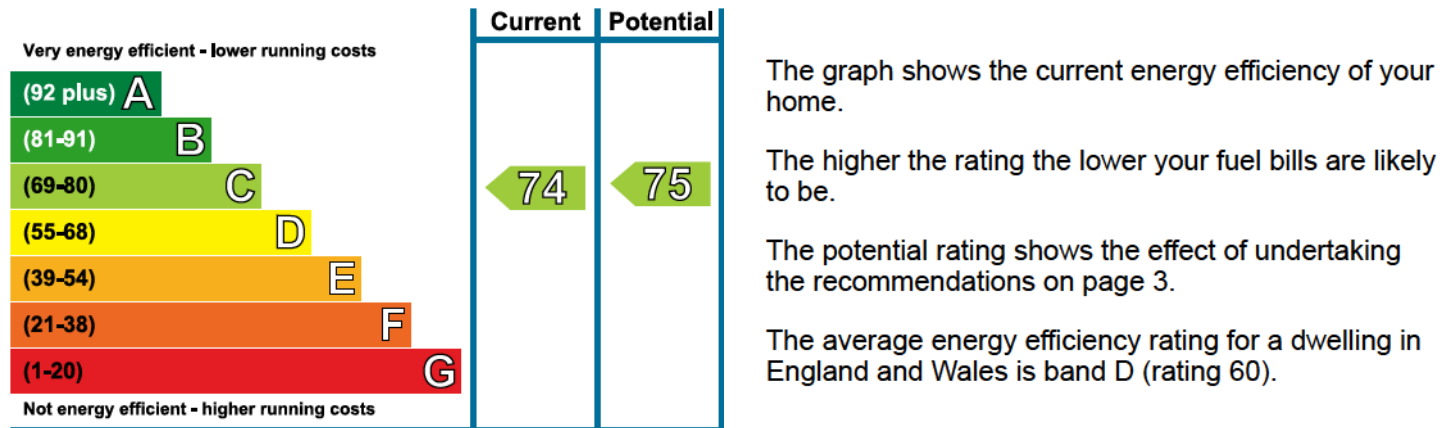 Current Potential
Very energy efficient - lower running costs
(92 plus) A
(81-91) B
(69-80) C
74 75
(55-68) D
(39-54) E
(21-38) F
(1-20) G
Not energy efficient - higher running costs
The graph shows the current energy efficiency of your
home.
The higher the rating the lower your fuel bills are likely
to be.
The potential rating shows the effect of undertaking
the recommendations on page 3.
The average energy efficiency rating for a dwelling in
England and Wales is band D (rating 60).